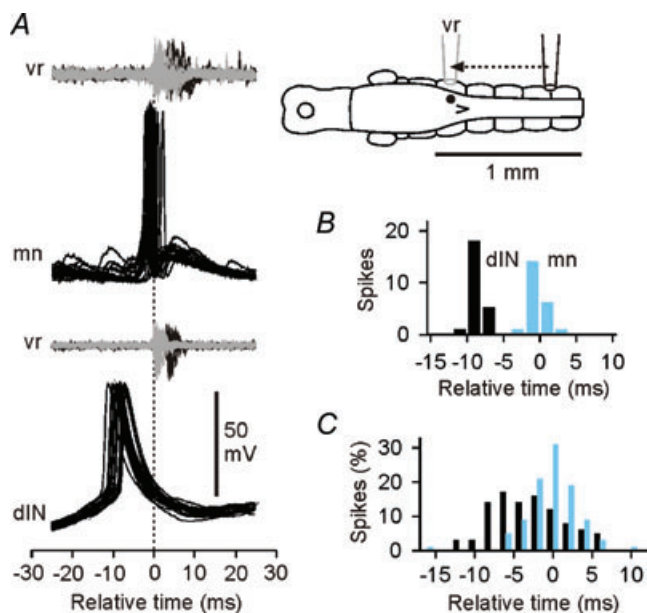 A
vr
mn
vr
50
mV
dIN
-30 -20 -10 0 10 20 30
Relative time (ms)
vr
v
1 mm
B
20
10
0
Spikes
dIN mn
-15 -10 -5 0 5 10
Relative time (ms)
C
30
20
10
0
Spikes (%)
-15 -10 -5 0 5 10
Relative time (ms)